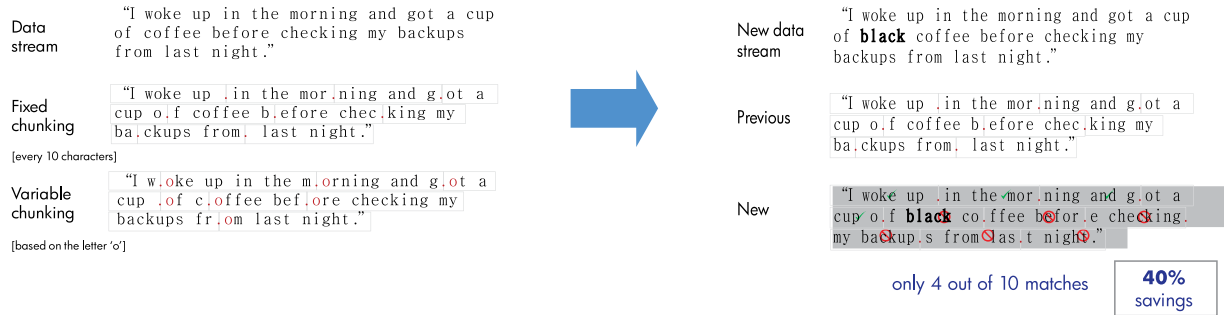 Data
stream
“I woke up in the morning and got a cup
of coffee before checking my backups
from last night.”
Fixed
chunking
“I woke up .in the mor.ning and g.ot a
cup o.f coffee b.efore chec.king my
ba.ckups from. last night.”
[every 10 characters]
Variable
chunking
“I w.oke up in the m.orning and g.ot a
cup .of c.offee bef.ore checking my
backups fr.om last night.”
[based on the letter ‘o’]
New data
stream
“I woke up in the morning and got a cup
of black coffee before checking my
backups from last night.”
Previous
“I woke up .in the mor.ning and g.ot a
cup o.f coffee b.efore chec.king my
ba.ckups from. last night.”
New
“I woke up .in the mor.ning and g.ot a
cup o.f black co.ffee befor.e checking.
my backup.s from las.t night.”
only 4 out of 10 matches
40%
savings